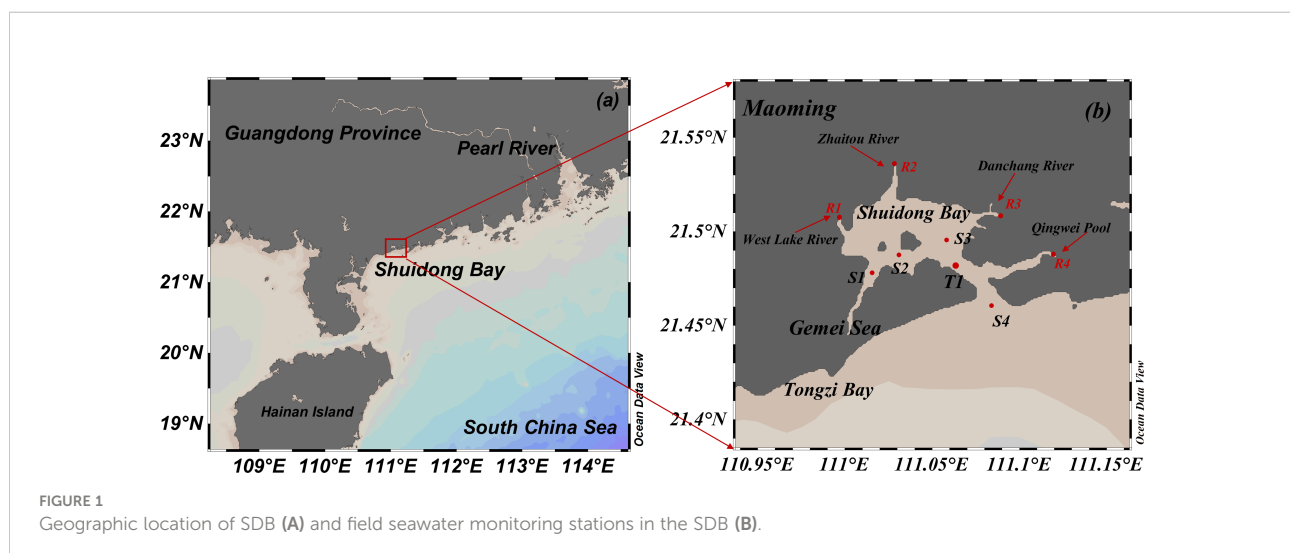 (a)
23°N
Guangdong Province
Pearl River
22°N
21°N
Shuidong Bay
20°N
Hainan Island
19°N
South China Sea
Ocean Data View
109°E 110°E 111°E 112°E 113°E 114°E
Maoming
(b)
Zhaitou River
21.55°N
R2
Danchang River
R1
Shuidong Bay
R3
21.5°N
West Lake River
S3
Qingwei Pool
S2
R4
S1
T1
S4
21.45°N
Gemei Sea
Tongzi Bay
21.4°N
Ocean Data View
110.95°E 111°E 111.05°E 111.1°E 111.15°E
FIGURE 1
Geographic location of SDB (A) and field seawater monitoring stations in the SDB (B).